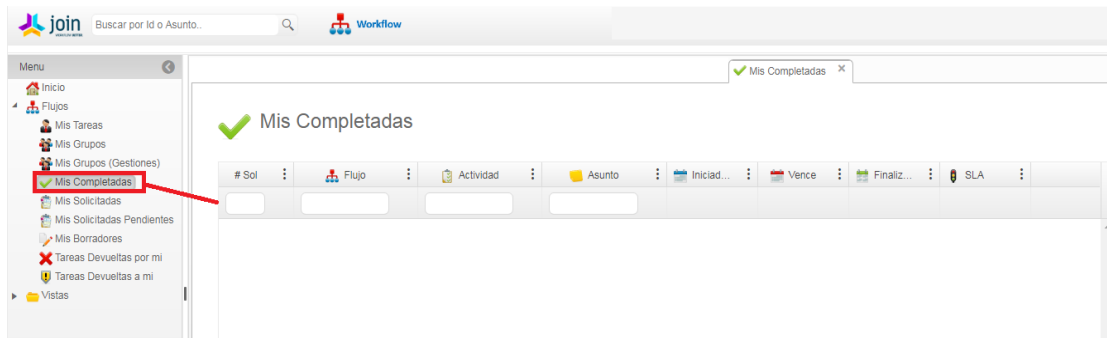 join Buscar por Id o Asunto.. Workflow
Menu
Mis Completadas
Inicio
Flujos
Mis Tareas
Mis Grupos
Mis Grupos (Gestiones)
Mis Completadas
Mis Solicitadas
Mis Solicitadas Pendientes
Mis Borradores
Tareas Devueltas por mi
Tareas Devueltas a mi
Vistas
Mis Completadas
# Sol Flujo Actividad Asunto Iniciad... Vence Finaliz... SLA